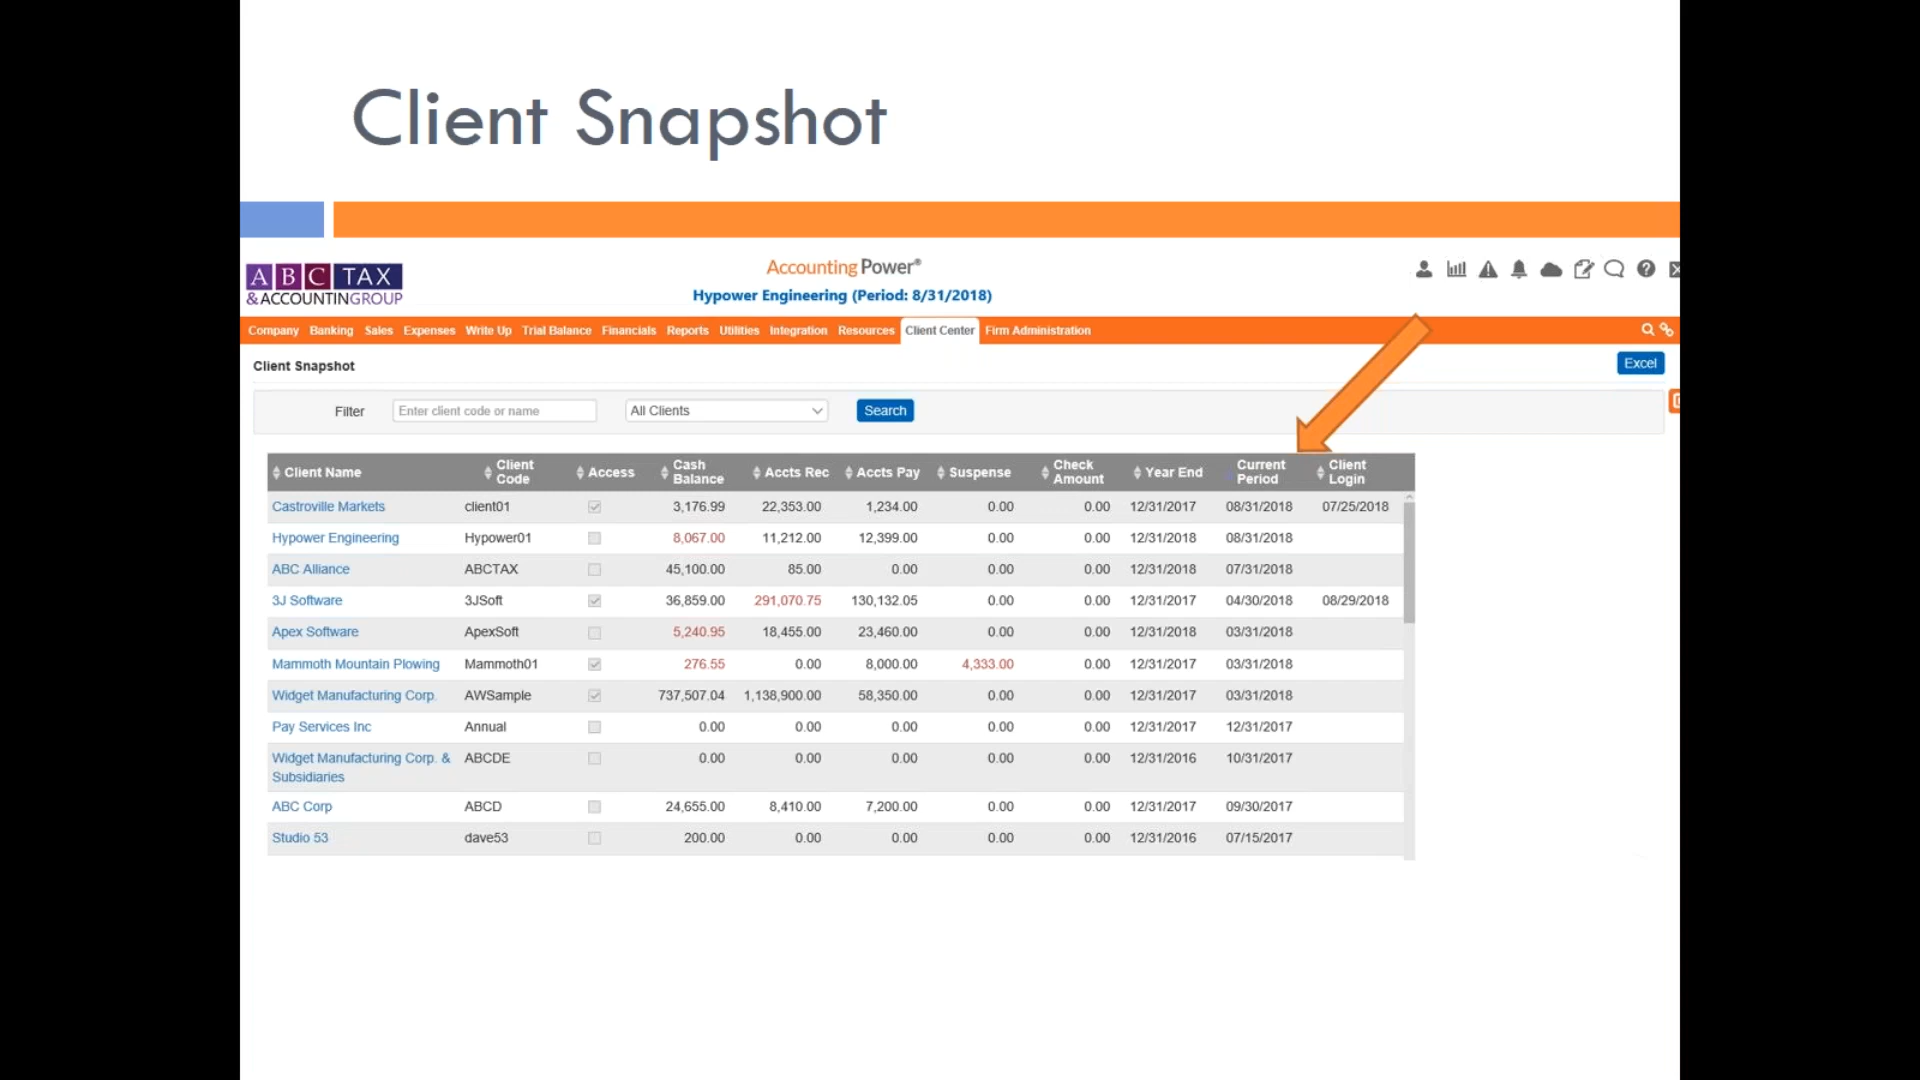 Client Snapshot
ABC TAX
& ACCOUNTINGGROUP
Accounting Power®
Hypower Engineering (Period: 8/31/2018)
Company Banking Sales Expenses Write Up Trial Balance Financials Reports Utilities Integration Resources Client Center Firm Administration
Client Snapshot
Excel
Filter Enter client code or name All Clients Search
Client Name Client Code Access Cash Balance Accts Rec Accts Pay Suspense Check Amount Year End Current Period Client Login
Castroville Markets client01 3,176.99 22,353.00 1,234.00 0.00 0.00 12/31/2017 08/31/2018 07/25/2018
Hypower Engineering Hypower01 8,067.00 11,212.00 12,399.00 0.00 0.00 12/31/2018 08/31/2018
ABC Alliance ABCTAX 45,100.00 85.00 0.00 0.00 0.00 12/31/2018 07/31/2018
3J Software 3JSoft 36,859.00 291,070.75 130,132.05 0.00 0.00 12/31/2017 04/30/2018 08/29/2018
Apex Software ApexSoft 5,240.95 18,455.00 23,460.00 0.00 0.00 12/31/2018 03/31/2018
Mammoth Mountain Plowing Mammoth01 276.55 0.00 8,000.00 4,333.00 0.00 12/31/2017 03/31/2018
Widget Manufacturing Corp. AWSample 737,507.04 1,138,900.00 58,350.00 0.00 0.00 12/31/2017 03/31/2018
Pay Services Inc Annual 0.00 0.00 0.00 0.00 0.00 12/31/2017 12/31/2017
Widget Manufacturing Corp. & ABCDE 0.00 0.00 0.00 0.00 0.00 12/31/2016 10/31/2017
Subsidiaries
ABC Corp ABCD 24,655.00 8,410.00 7,200.00 0.00 0.00 12/31/2017 09/30/2017
Studio 53 dave53 200.00 0.00 0.00 0.00 0.00 12/31/2016 07/15/2017